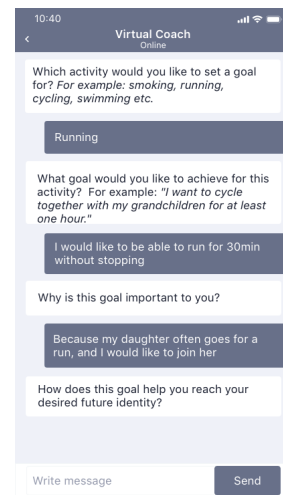 10:40
Virtual Coach
Online
Which activity would you like to set a goal
for? For example: smoking, running,
cycling, swimming etc.
Running
What goal would you like to achieve for this
activity? For example: "I want to cycle
together with my grandchildren for at least
one hour."
I would like to be able to run for 30min
without stopping
Why is this goal important to you?
Because my daughter often goes for a
run, and I would like to join her
How does this goal help you reach your
desired future identity?
Write message
Send